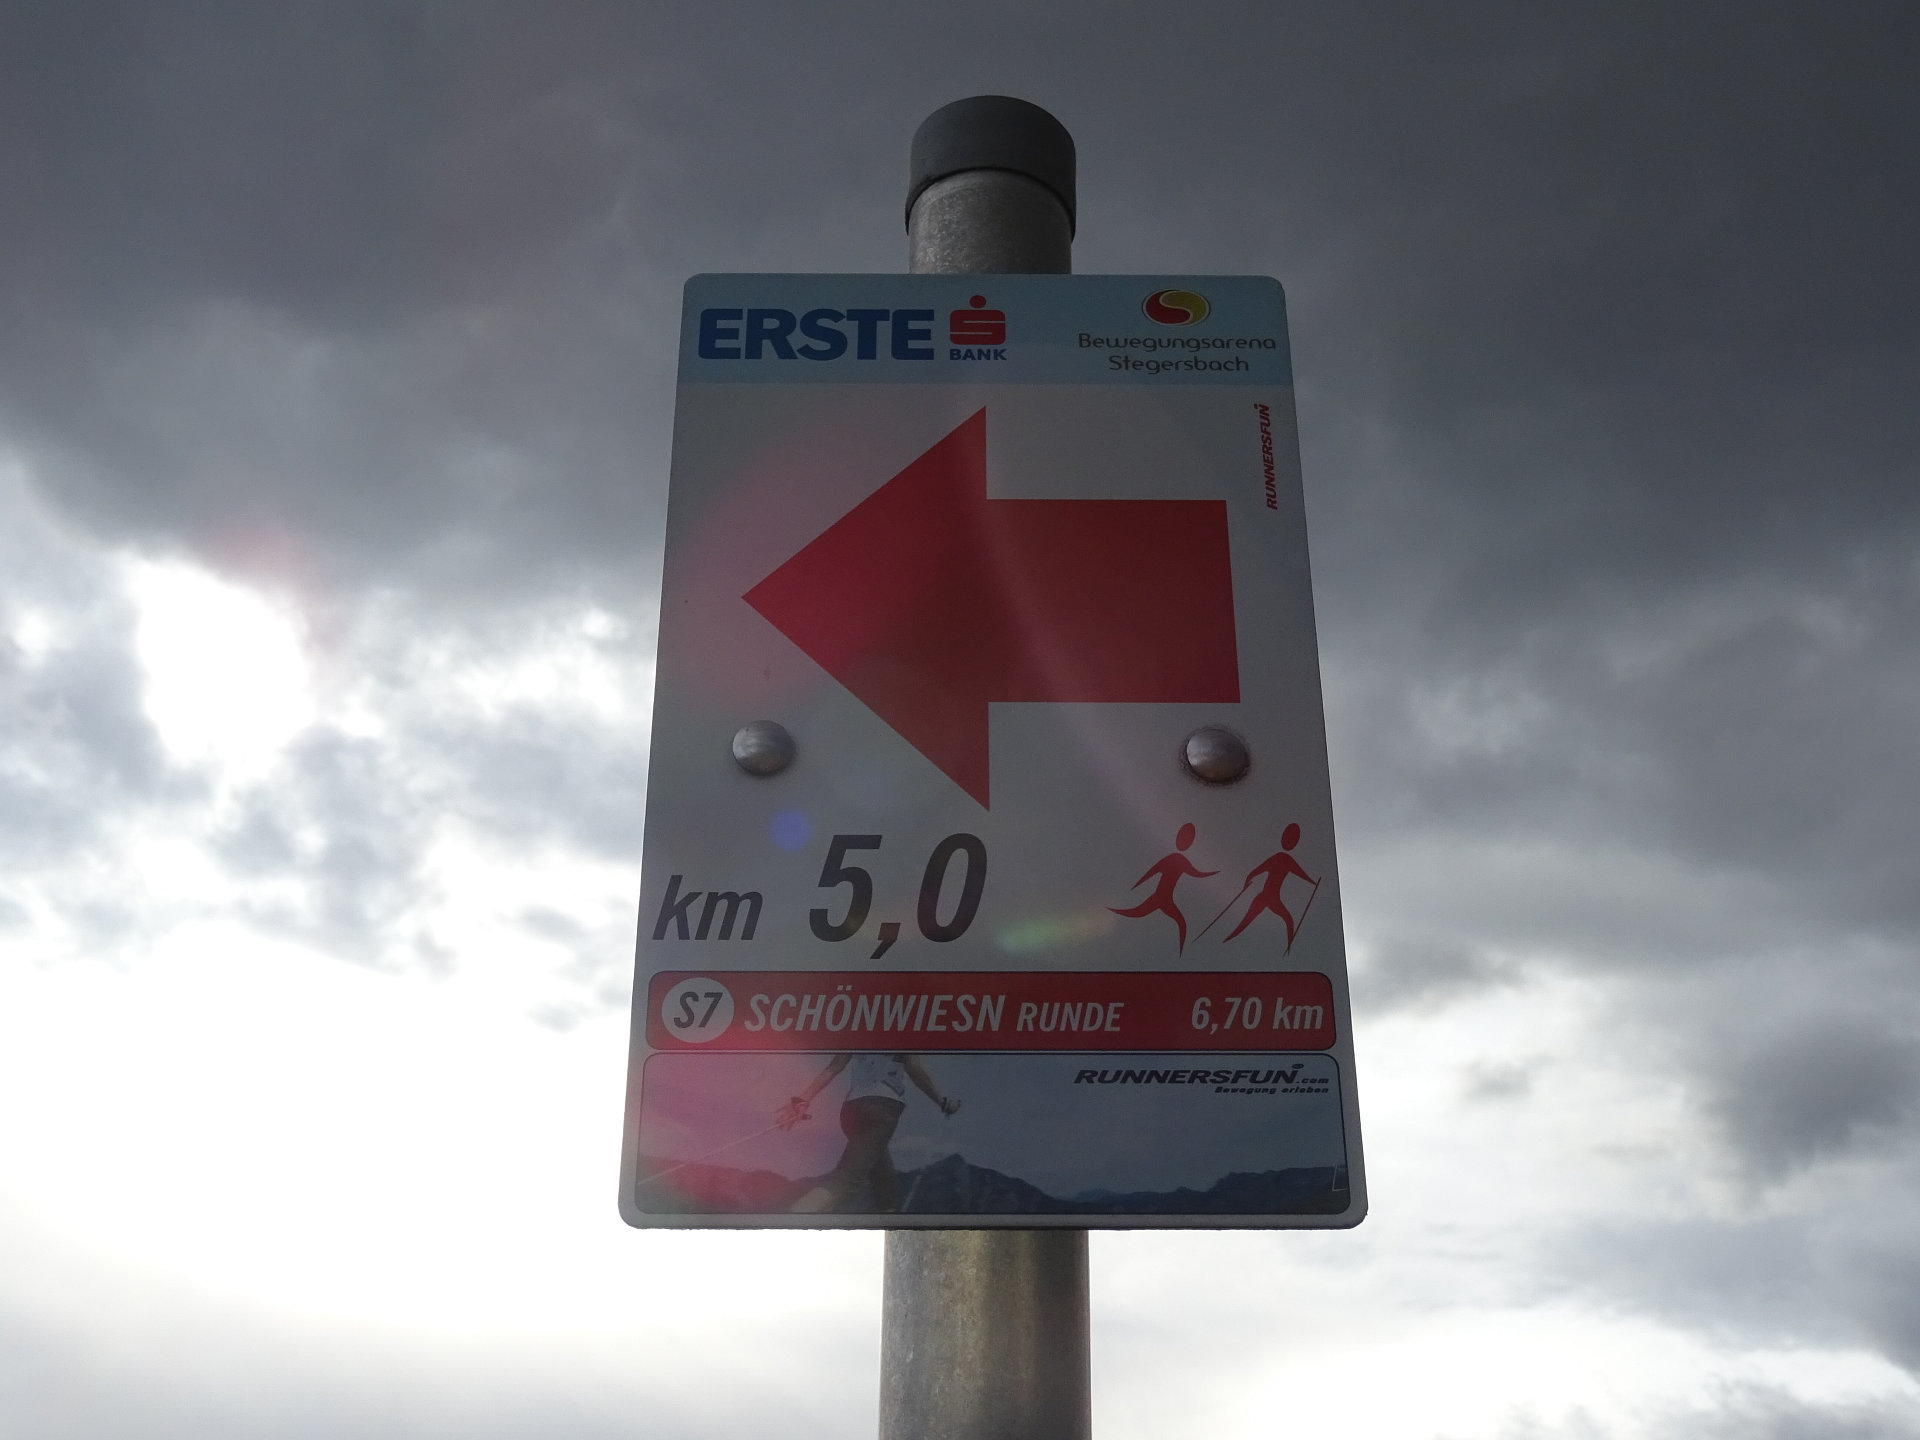 ERSTE
BANK
Bewegungsarena
Stegersbach
RUNNERSFUN
km 5,0
S7 SCHÖNWIESN RUNDE 6,70 km
RUNNERSFUN.com
Bewegung erleben